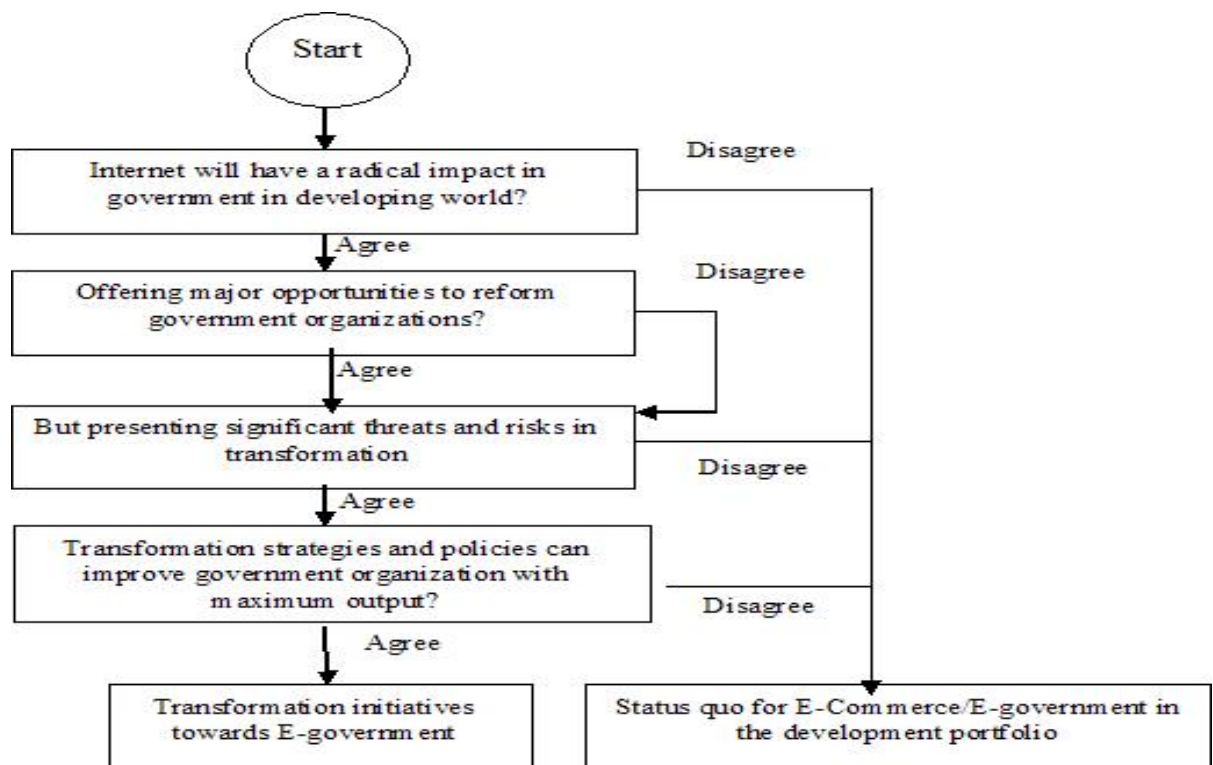 Start
Internet will have a radical impact in
government in developing world?
Disagree
Agree
Offering major opportunities to reform
government organizations?
Disagree
Agree
But presenting significant threats and risks in
transformation
Disagree
Agree
Transformation strategies and policies can
improve government organization with
maximum output?
Disagree
Agree
Transformation initiatives
towards E-government
Status quo for E-Commerce/E-government in
the development portfolio